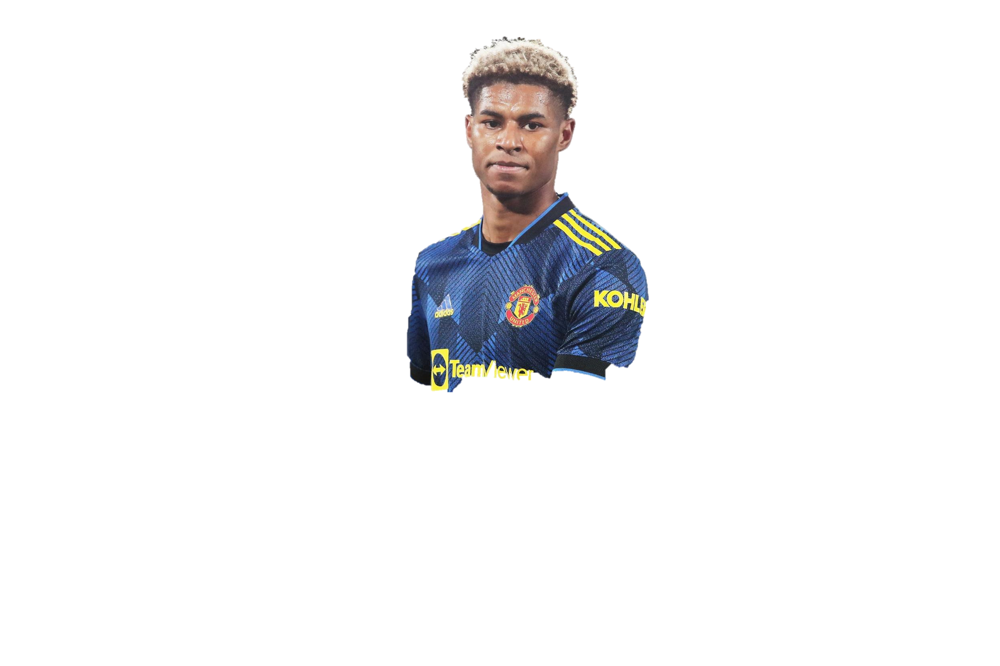 adidas
MANCHESTER
UNITED
KOHLE
TeamViewer